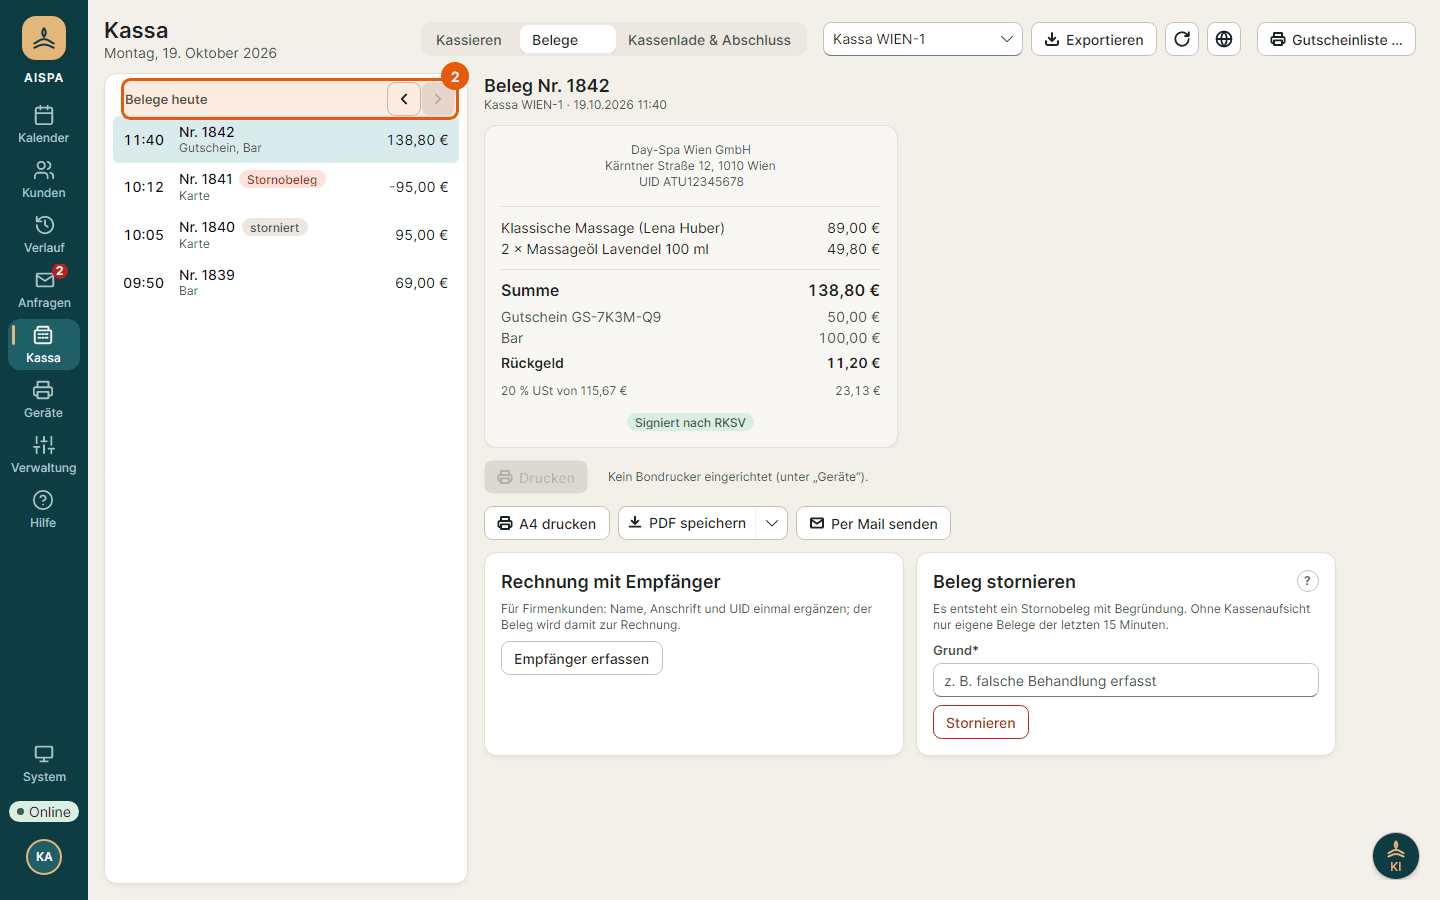 AISPA
Kalender
Kunden
Verlauf
2
Anfragen
Kassa
Geräte
Verwaltung
Hilfe
System
Online
KA
Kassa
Montag, 19. Oktober 2026
Kassieren
Belege
Kassenlade & Abschluss
Kassa WIEN-1
Exportieren
Gutscheinliste ...
2
Belege heute
11:40 Nr. 1842 138,80 €
Gutschein, Bar
10:12 Nr. 1841 Stornobeleg -95,00 €
Karte
10:05 Nr. 1840 storniert 95,00 €
Karte
09:50 Nr. 1839 69,00 €
Bar
Beleg Nr. 1842
Kassa WIEN-1 · 19.10.2026 11:40
Day-Spa Wien GmbH
Kärntner Straße 12, 1010 Wien
UID ATU12345678
Klassische Massage (Lena Huber) 89,00 €
2 × Massageöl Lavendel 100 ml 49,80 €
Summe 138,80 €
Gutschein GS-7K3M-Q9 50,00 €
Bar 100,00 €
Rückgeld 11,20 €
20 % USt von 115,67 € 23,13 €
Signiert nach RKSV
Drucken
Kein Bondrucker eingerichtet (unter „Geräte“).
A4 drucken
PDF speichern
Per Mail senden
Rechnung mit Empfänger
Für Firmenkunden: Name, Anschrift und UID einmal ergänzen; der
Beleg wird damit zur Rechnung.
Empfänger erfassen
Beleg stornieren
?
Es entsteht ein Stornobeleg mit Begründung. Ohne Kassenaufsicht
nur eigene Belege der letzten 15 Minuten.
Grund*
z. B. falsche Behandlung erfasst
Stornieren
KI